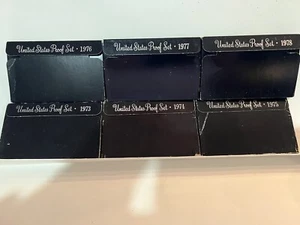 United States Proof Set · 1976
United States Proof Set · 1977
United States Proof Set · 1978
United States Proof Set · 1973
United States Proof Set · 1974
United States Proof Set · 1975